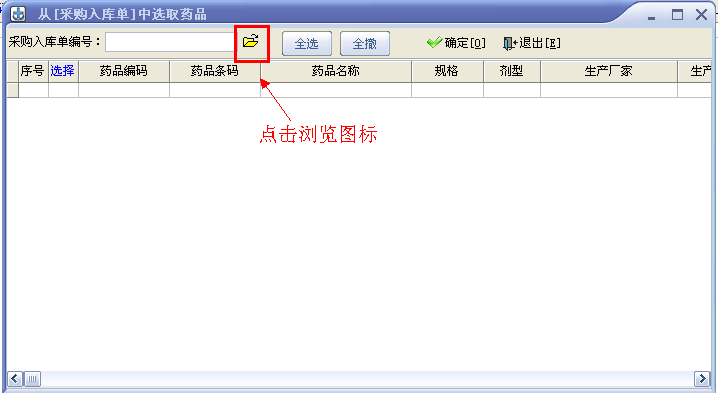 从[采购入库单]中选取药品
采购入库单编号： 全选 全撤 确定[O] 退出[E]
序号 选择 药品编码 药品条码 药品名称 规格 剂型 生产厂家 生产
点击浏览图标